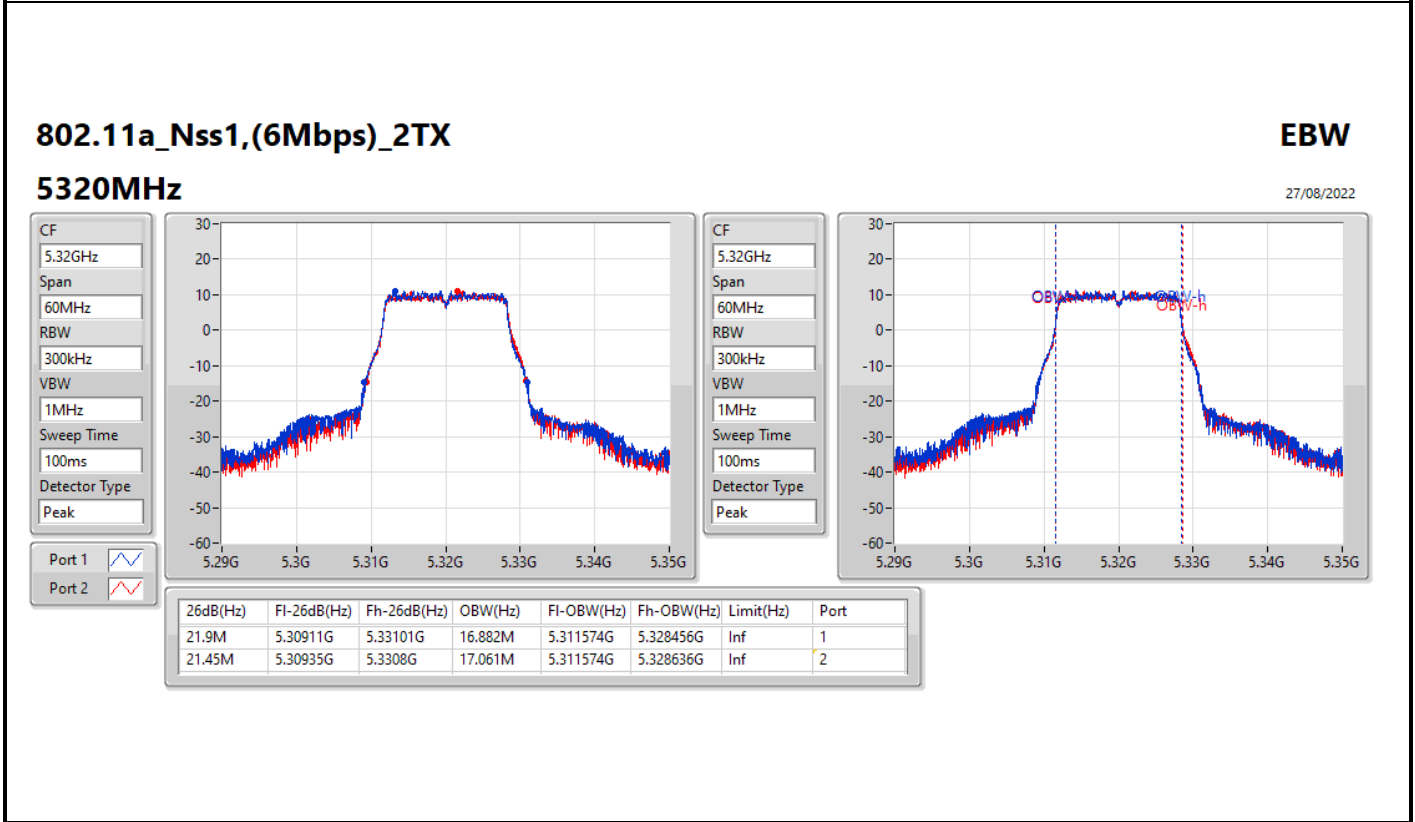 802.11a_Nss1,(6Mbps)_2TX
EBW
5320MHz
27/08/2022
CF
5.32GHz
Span
60MHz
RBW
300kHz
VBW
1MHz
Sweep Time
100ms
Detector Type
Peak
Port 1
Port 2
30
20
10
0
-10
-20
-30
-40
-50
-60
5.29G 5.3G 5.31G 5.32G 5.33G 5.34G 5.35G
CF
5.32GHz
Span
60MHz
RBW
300kHz
VBW
1MHz
Sweep Time
100ms
Detector Type
Peak
30
20
10
0
-10
-20
-30
-40
-50
-60
OBW-h
OBW-h
5.29G 5.3G 5.31G 5.32G 5.33G 5.34G 5.35G
26dB(Hz) Fl-26dB(Hz) Fh-26dB(Hz) OBW(Hz) Fl-OBW(Hz) Fh-OBW(Hz) Limit(Hz) Port
21.9M 5.30911G 5.33101G 16.882M 5.311574G 5.328456G Inf 1
21.45M 5.30935G 5.3308G 17.061M 5.311574G 5.328636G Inf 2